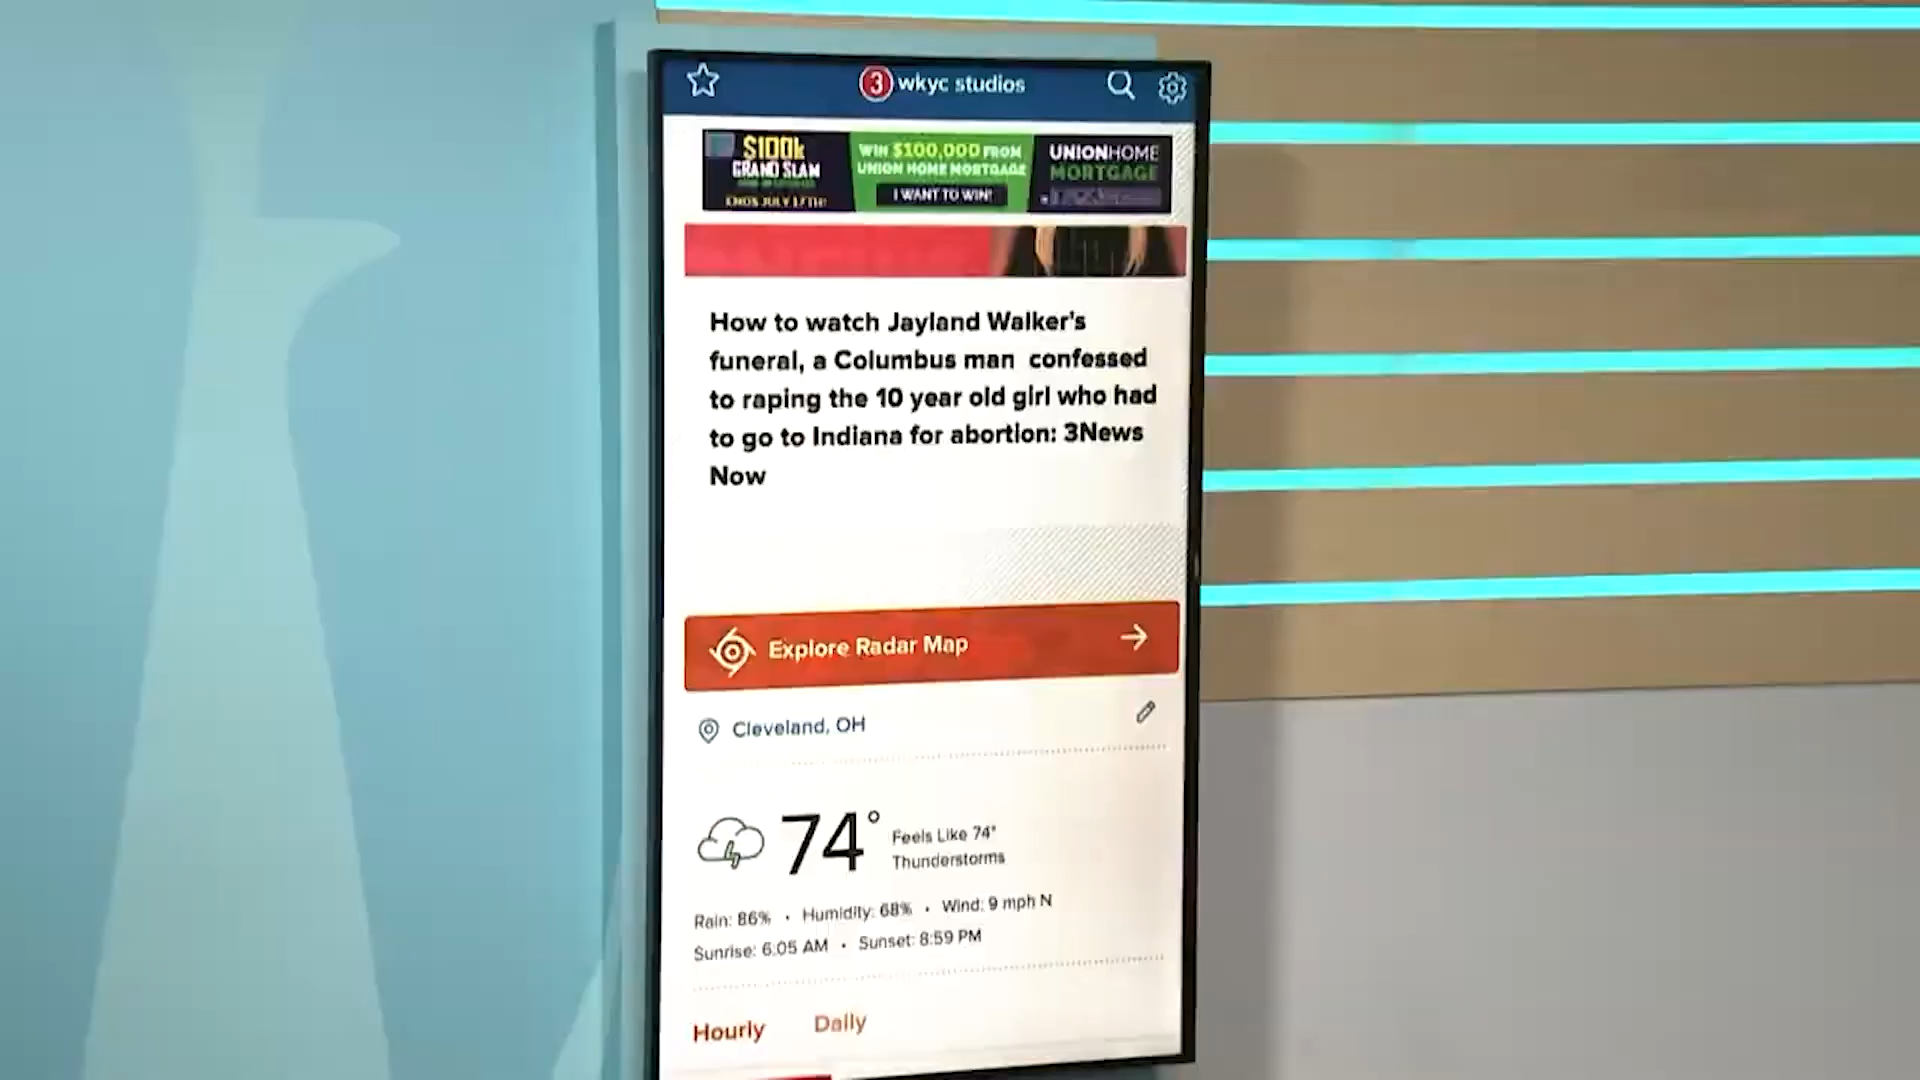 3 wkyc studios
$100k
GRAND SLAM
ENDS JULY 17TH!
WIN $100,000 FROM
UNION HOME MORTGAGE
I WANT TO WIN!
UNIONHOME
MORTGAGE
How to watch Jayland Walker's
funeral, a Columbus man confessed
to raping the 10 year old girl who had
to go to Indiana for abortion: 3News
Now
Explore Radar Map
Cleveland, OH
74°
Feels Like 74°
Thunderstorms
Rain: 86% • Humidity: 68% • Wind: 9 mph N
Sunrise: 6:05 AM • Sunset: 8:59 PM
Hourly Daily